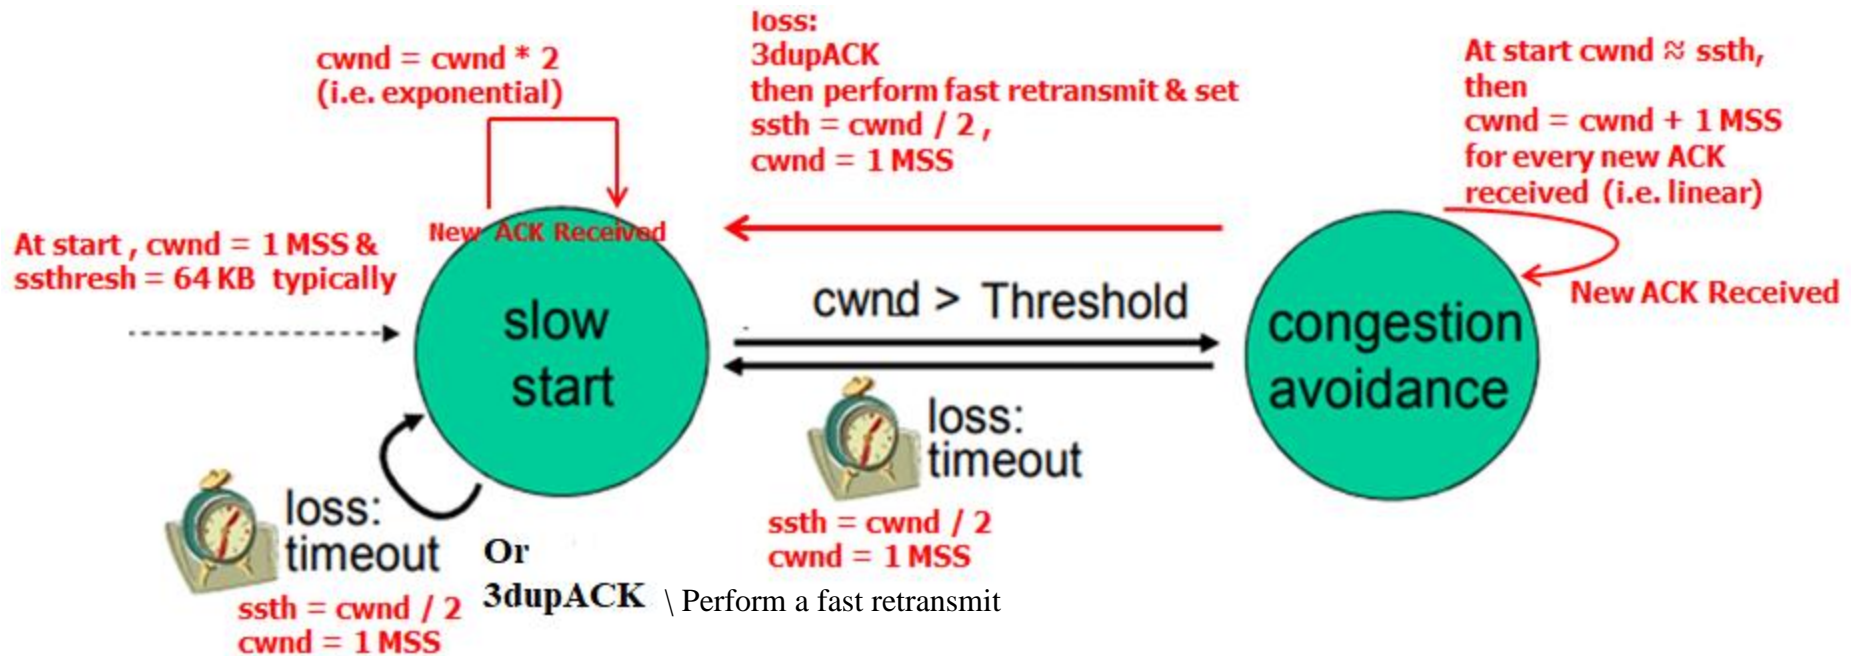 cwnd = cwnd * 2
(i.e. exponential)
loss:
3dupACK
then perform fast retransmit & set
ssth = cwnd / 2 ,
cwnd = 1 MSS
At start cwnd ≈ ssth,
then
cwnd = cwnd + 1 MSS
for every new ACK
received (i.e. linear)
New ACK Received
At start , cwnd = 1 MSS &
ssthresh = 64 KB typically
slow
start
cwnd > Threshold
congestion
avoidance
New ACK Received
loss:
timeout
ssth = cwnd / 2
cwnd = 1 MSS
loss:
timeout
Or
3dupACK \ Perform a fast retransmit
ssth = cwnd / 2
cwnd = 1 MSS